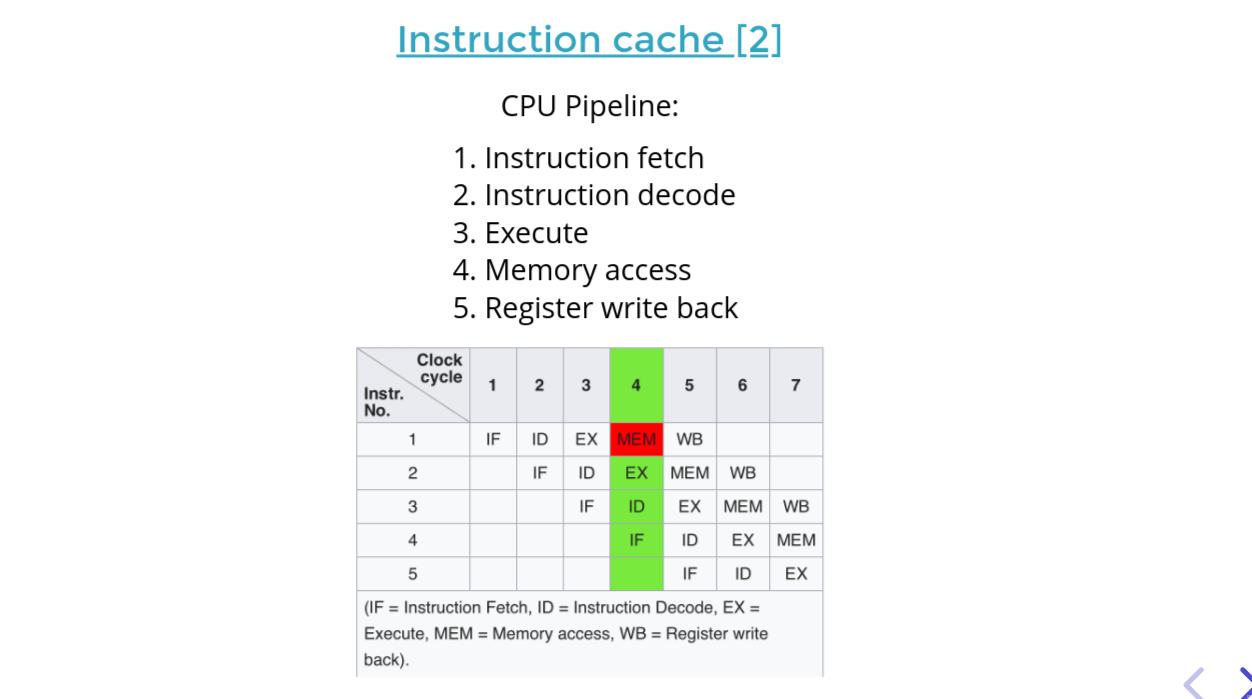 Instruction cache [2]
CPU Pipeline:
1. Instruction fetch
2. Instruction decode
3. Execute
4. Memory access
5. Register write back
Clock
cycle
Instr.
No.
1 2 3 4 5 6 7
1 IF ID EX MEM WB
2 IF ID EX MEM WB
3 IF ID EX MEM WB
4 IF ID EX MEM
5 IF ID EX
(IF = Instruction Fetch, ID = Instruction Decode, EX =
Execute, MEM = Memory access, WB = Register write
back).